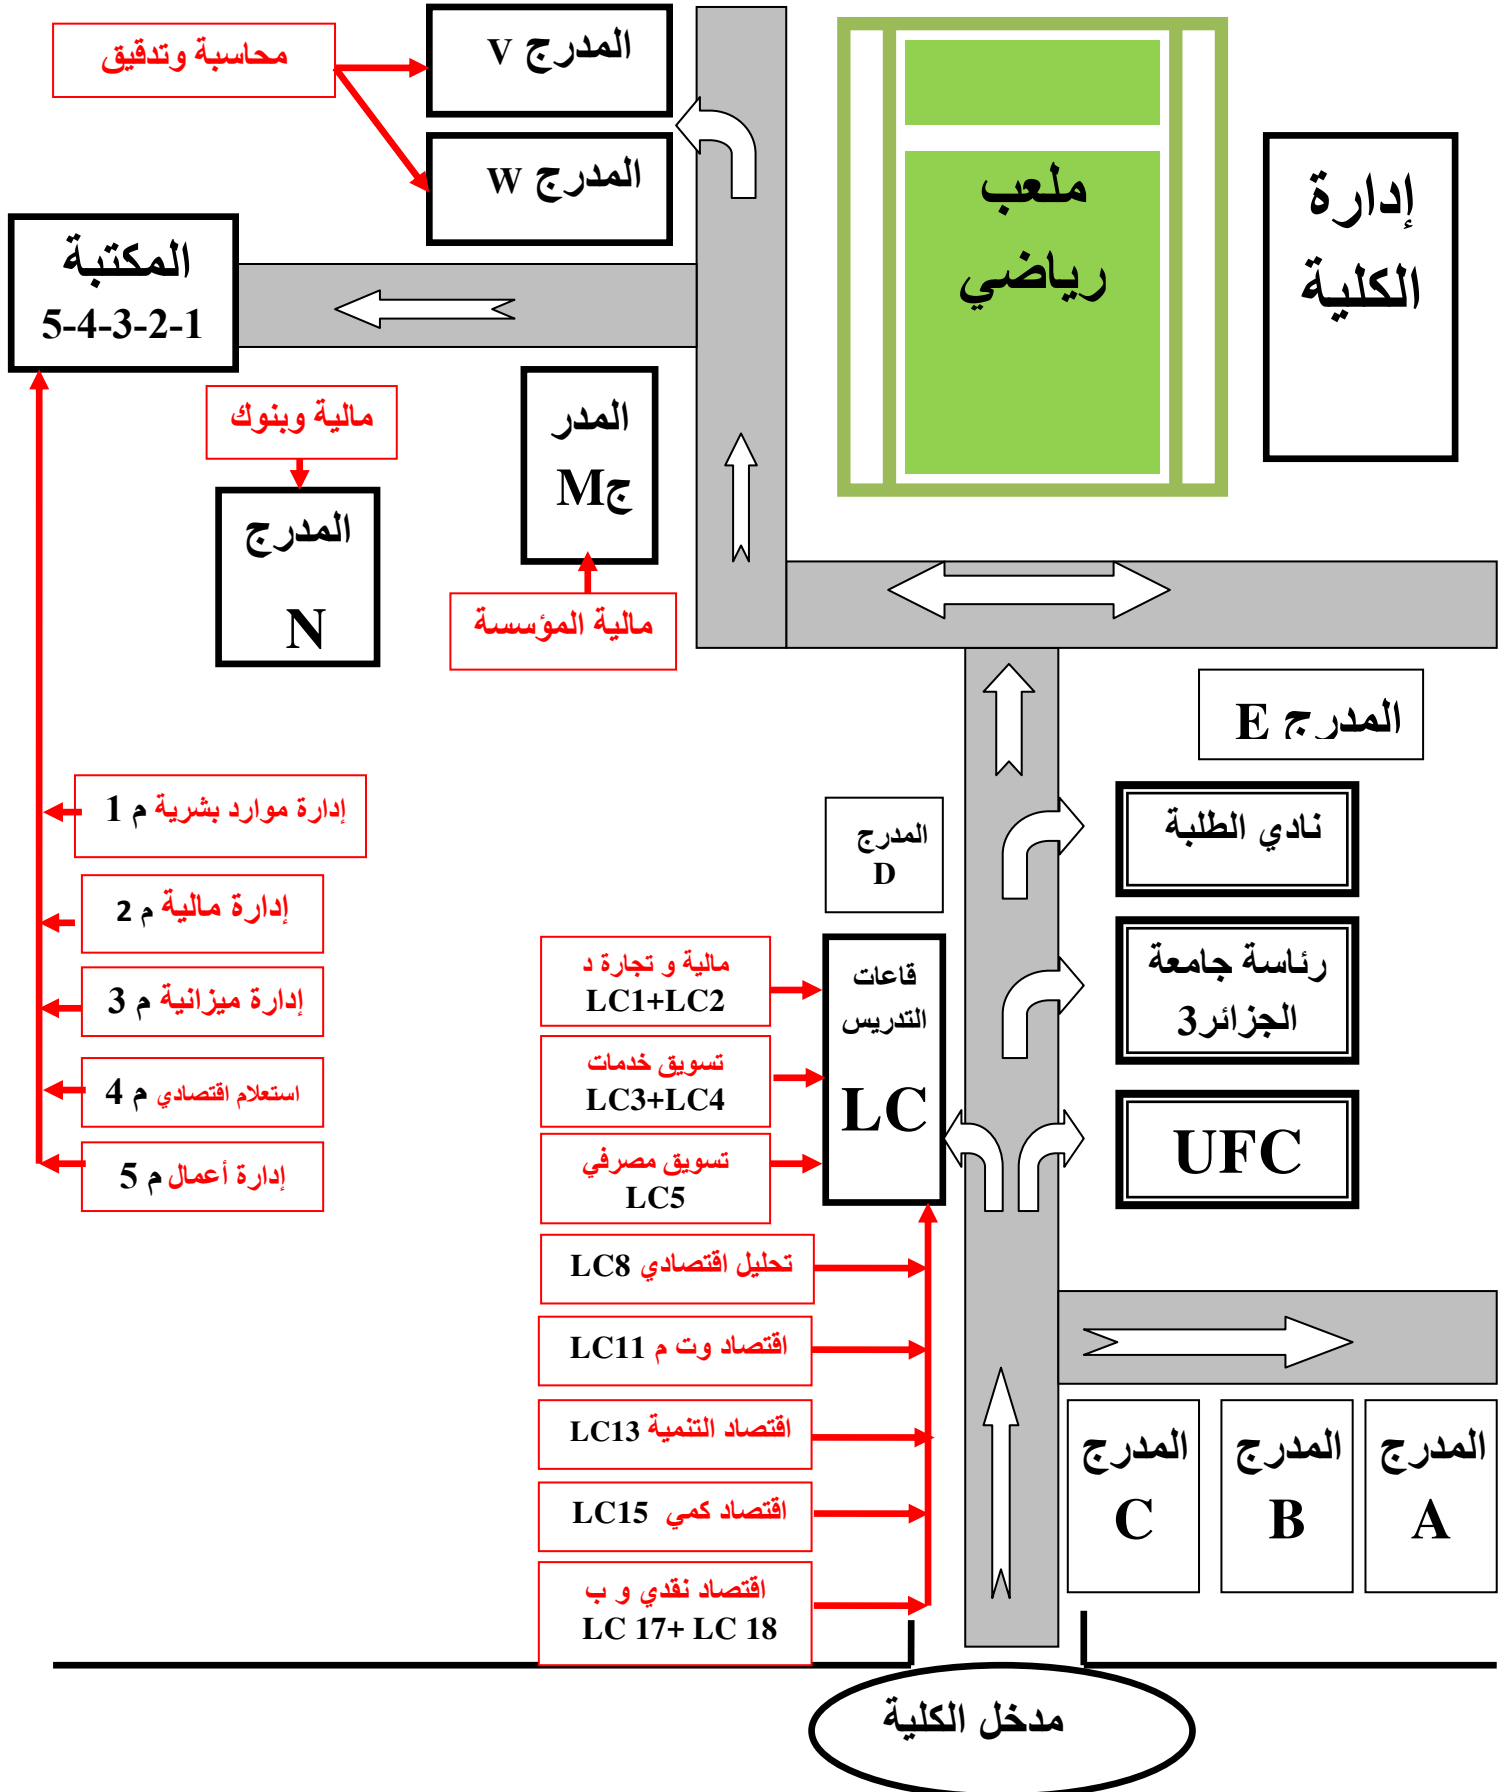 محاسبة وتدقيق
المدرج V
المدرج W
المكتبة
5-4-3-2-1
ملعب
رياضي
إدارة
الكلية
مالية وبنوك
المدرج
N
المدر
جM
مالية المؤسسة
المدرج E
نادي الطلبة
رئاسة جامعة
الجزائر3
UFC
المدرج
D
قاعات
التدريس
LC
إدارة موارد بشرية م 1
إدارة مالية م 2
إدارة ميزانية م 3
استعلام اقتصادي م 4
إدارة أعمال م 5
مالية و تجارة د
LC1+LC2
تسويق خدمات
LC3+LC4
تسويق مصرفي
LC5
تحليل اقتصادي LC8
اقتصاد وت م LC11
اقتصاد التنمية LC13
اقتصاد كمي LC15
اقتصاد نقدي و ب
LC 17+ LC 18
المدرج
A
المدرج
B
المدرج
C
مدخل الكلية